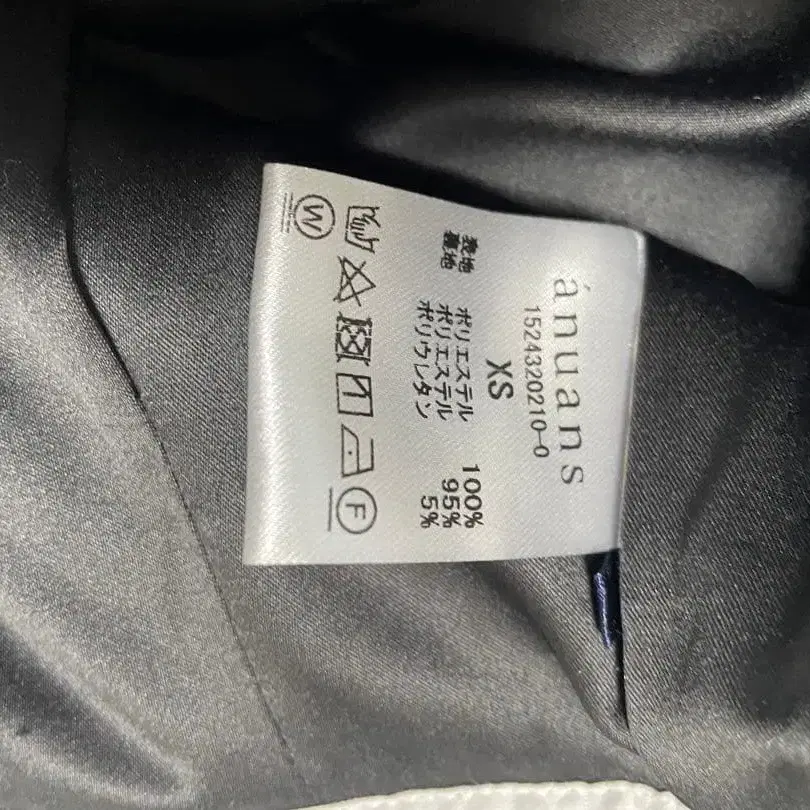 ánuans
1524320210-0
XS
表地 ポリエステル 100%
裏地 ポリエステル 95%
ポリウレタン 5%
F
W